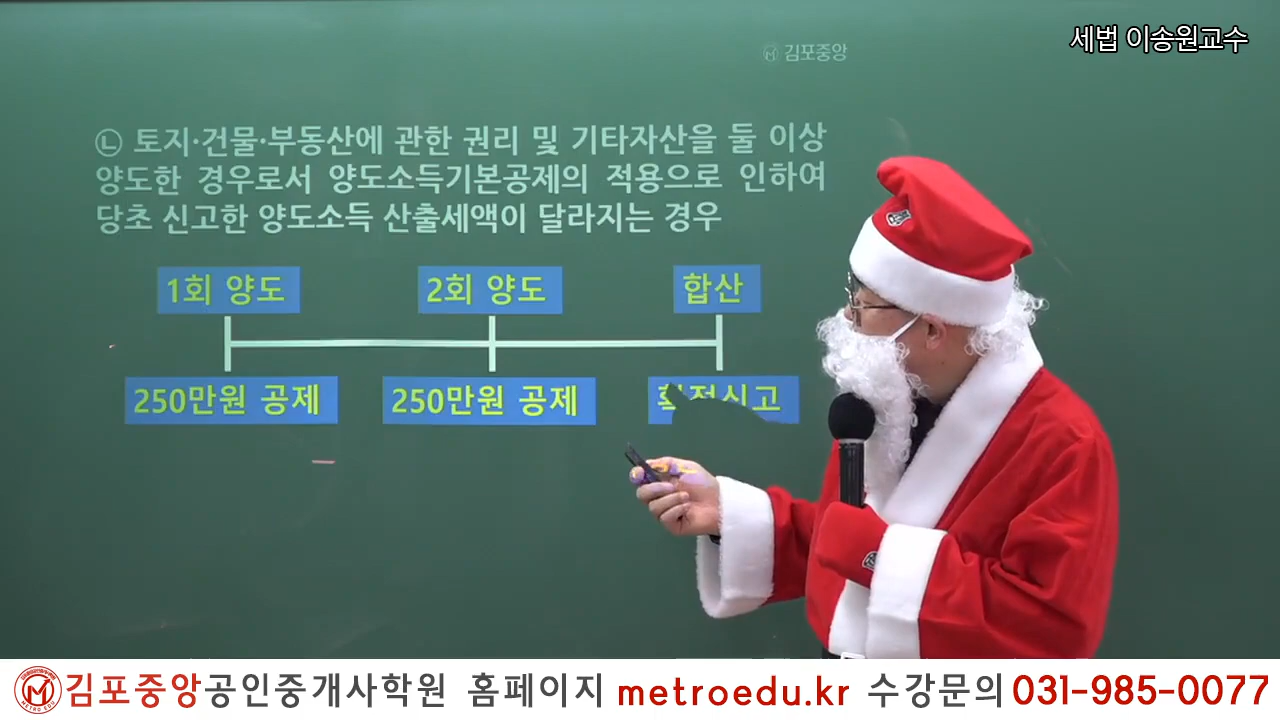 세법 이송원교수
김포중앙
㉡ 토지·건물·부동산에 관한 권리 및 기타자산을 둘 이상
양도한 경우로서 양도소득기본공제의 적용으로 인하여
당초 신고한 양도소득 산출세액이 달라지는 경우
1회 양도 2회 양도 합산
250만원 공제 250만원 공제 확정신고
김포중앙공인중개사학원 홈페이지 metroedu.kr 수강문의 031-985-0077